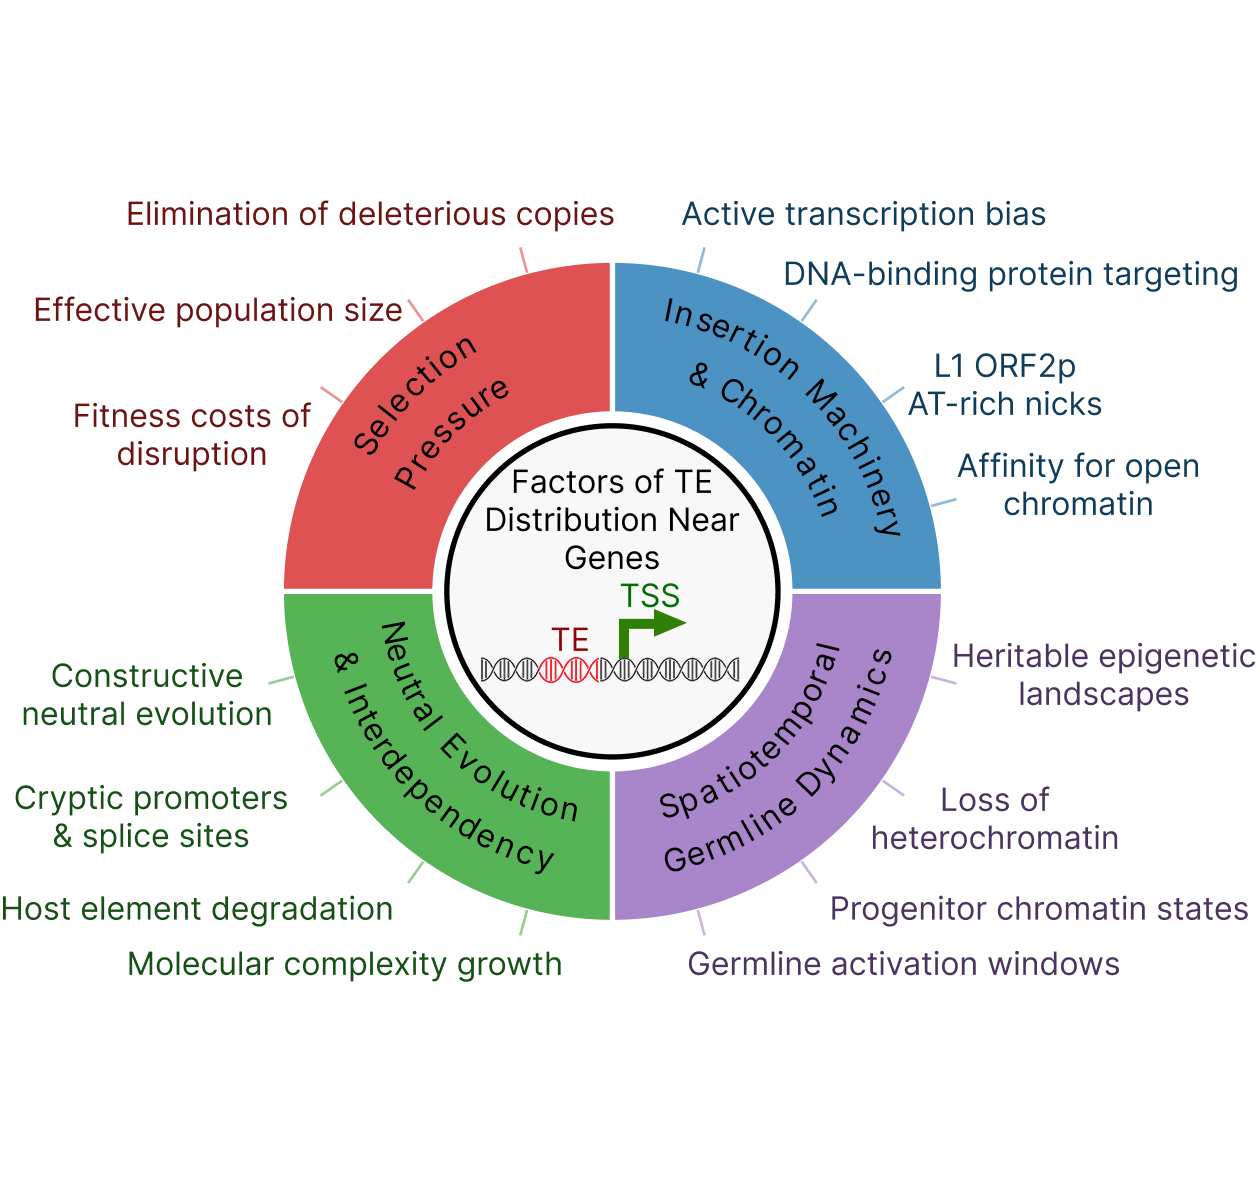 Elimination of deleterious copies
Effective population size
Fitness costs of
disruption
Selection
Pressure
Active transcription bias
DNA-binding protein targeting
L1 ORF2p
AT-rich nicks
Affinity for open
chromatin
Insertion Machinery
& Chromatin
Factors of TE
Distribution Near
Genes
TSS
TE
Neutral Evolution
& Interdependency
Constructive
neutral evolution
Cryptic promoters
& splice sites
Host element degradation
Molecular complexity growth
Spatiotemporal
Germline Dynamics
Heritable epigenetic
landscapes
Loss of
heterochromatin
Progenitor chromatin states
Germline activation windows